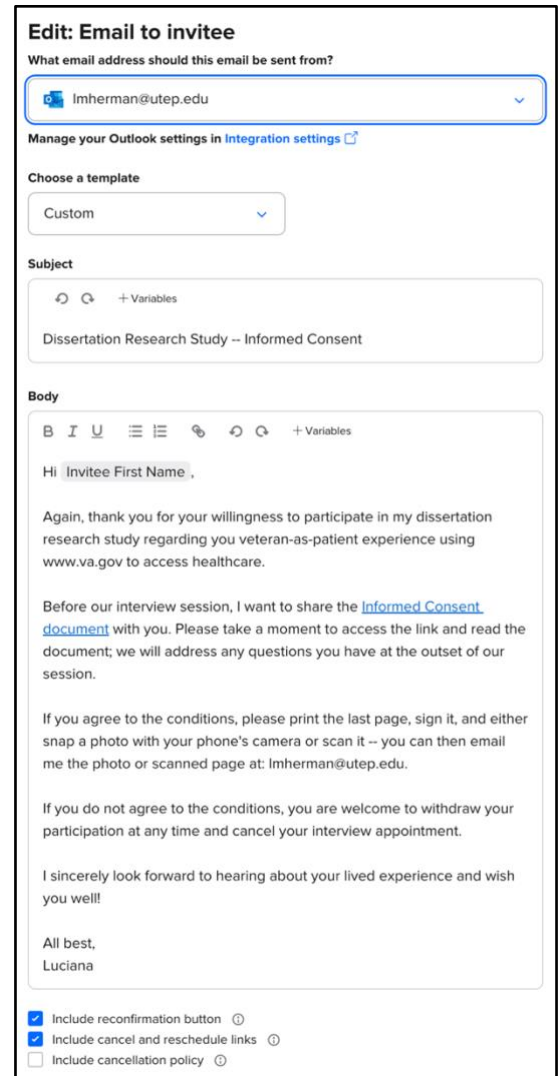 Edit: Email to invitee
What email address should this email be sent from?
lmherman@utep.edu
Manage your Outlook settings in Integration settings
Choose a template
Custom
Subject
+ Variables
Dissertation Research Study -- Informed Consent
Body
B I U + Variables
Hi Invitee First Name ,
Again, thank you for your willingness to participate in my dissertation
research study regarding you veteran-as-patient experience using
www.va.gov to access healthcare.
Before our interview session, I want to share the Informed Consent
document with you. Please take a moment to access the link and read the
document; we will address any questions you have at the outset of our
session.
If you agree to the conditions, please print the last page, sign it, and either
snap a photo with your phone's camera or scan it -- you can then email
me the photo or scanned page at: lmherman@utep.edu.
If you do not agree to the conditions, you are welcome to withdraw your
participation at any time and cancel your interview appointment.
I sincerely look forward to hearing about your lived experience and wish
you well!
All best,
Luciana
Include reconfirmation button
Include cancel and reschedule links
Include cancellation policy